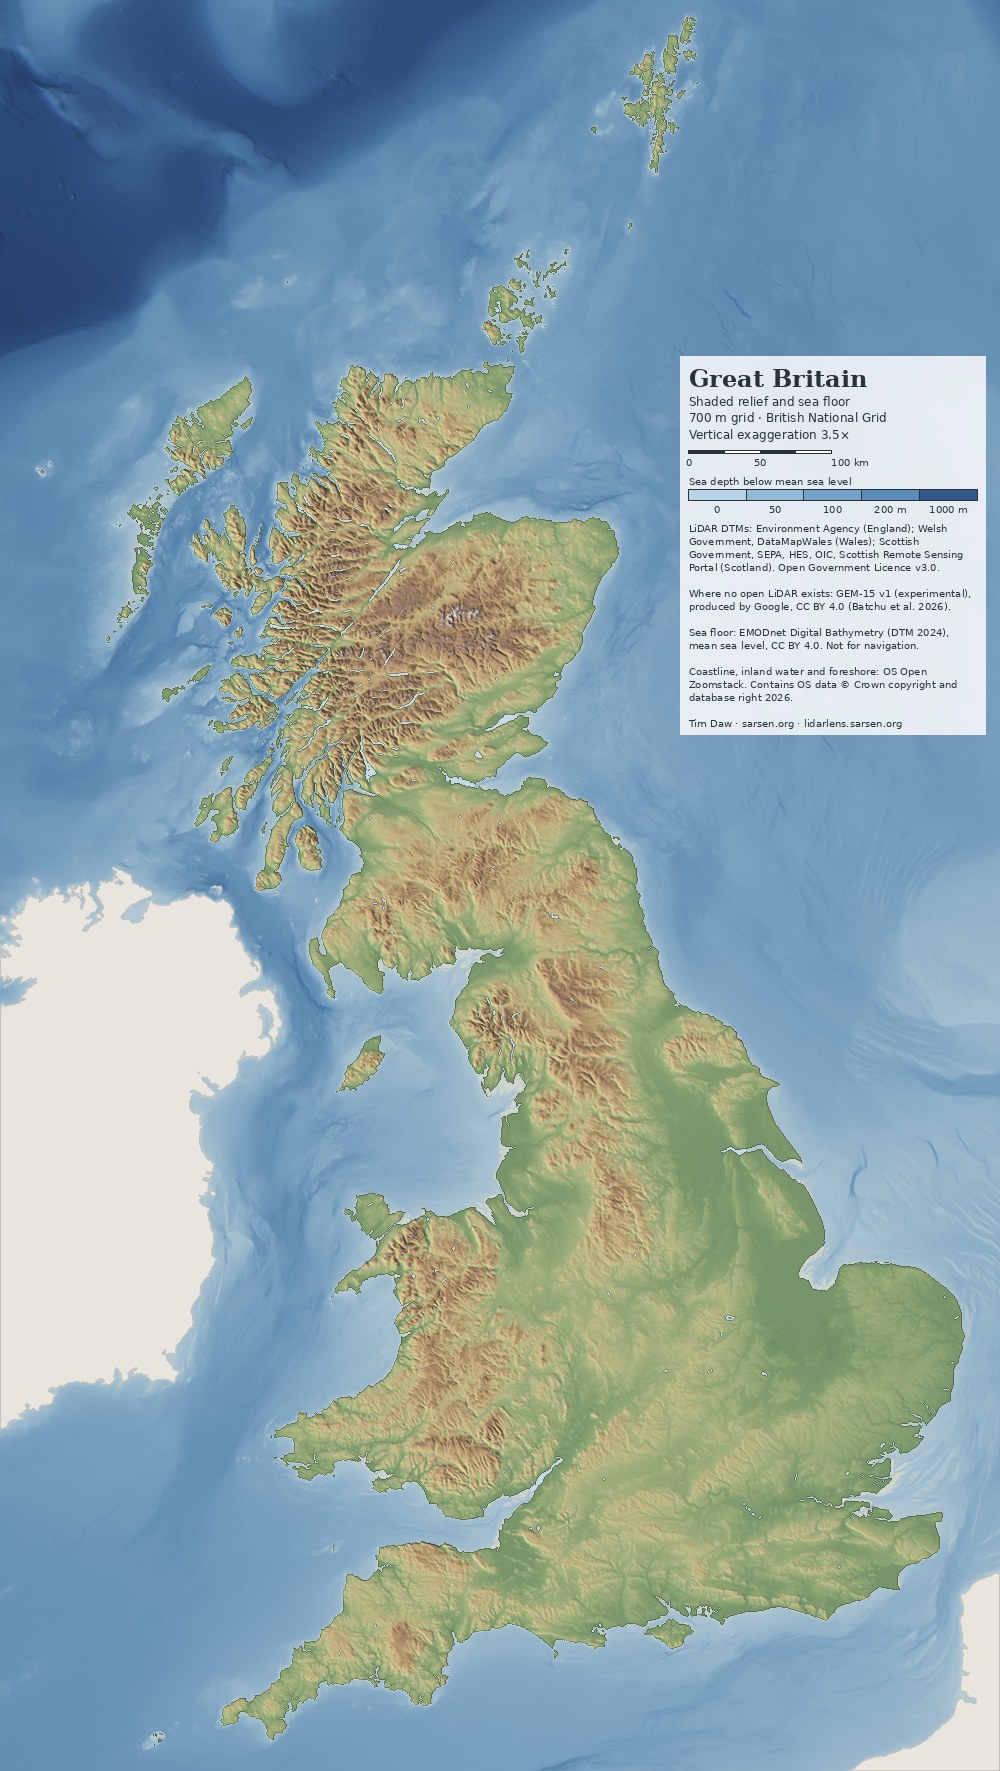 Great Britain
Shaded relief and sea floor
700 m grid · British National Grid
Vertical exaggeration 3.5×
0 50 100 km
Sea depth below mean sea level
0 50 100 200 m 1000 m
LiDAR DTMs: Environment Agency (England); Welsh
Government, DataMapWales (Wales); Scottish
Government, SEPA, HES, OIC, Scottish Remote Sensing
Portal (Scotland). Open Government Licence v3.0.
Where no open LiDAR exists: GEM-15 v1 (experimental),
produced by Google, CC BY 4.0 (Batchu et al. 2026).
Sea floor: EMODnet Digital Bathymetry (DTM 2024),
mean sea level, CC BY 4.0. Not for navigation.
Coastline, inland water and foreshore: OS Open
Zoomstack. Contains OS data © Crown copyright and
database right 2026.
Tim Daw · sarsen.org · lidarlens.sarsen.org